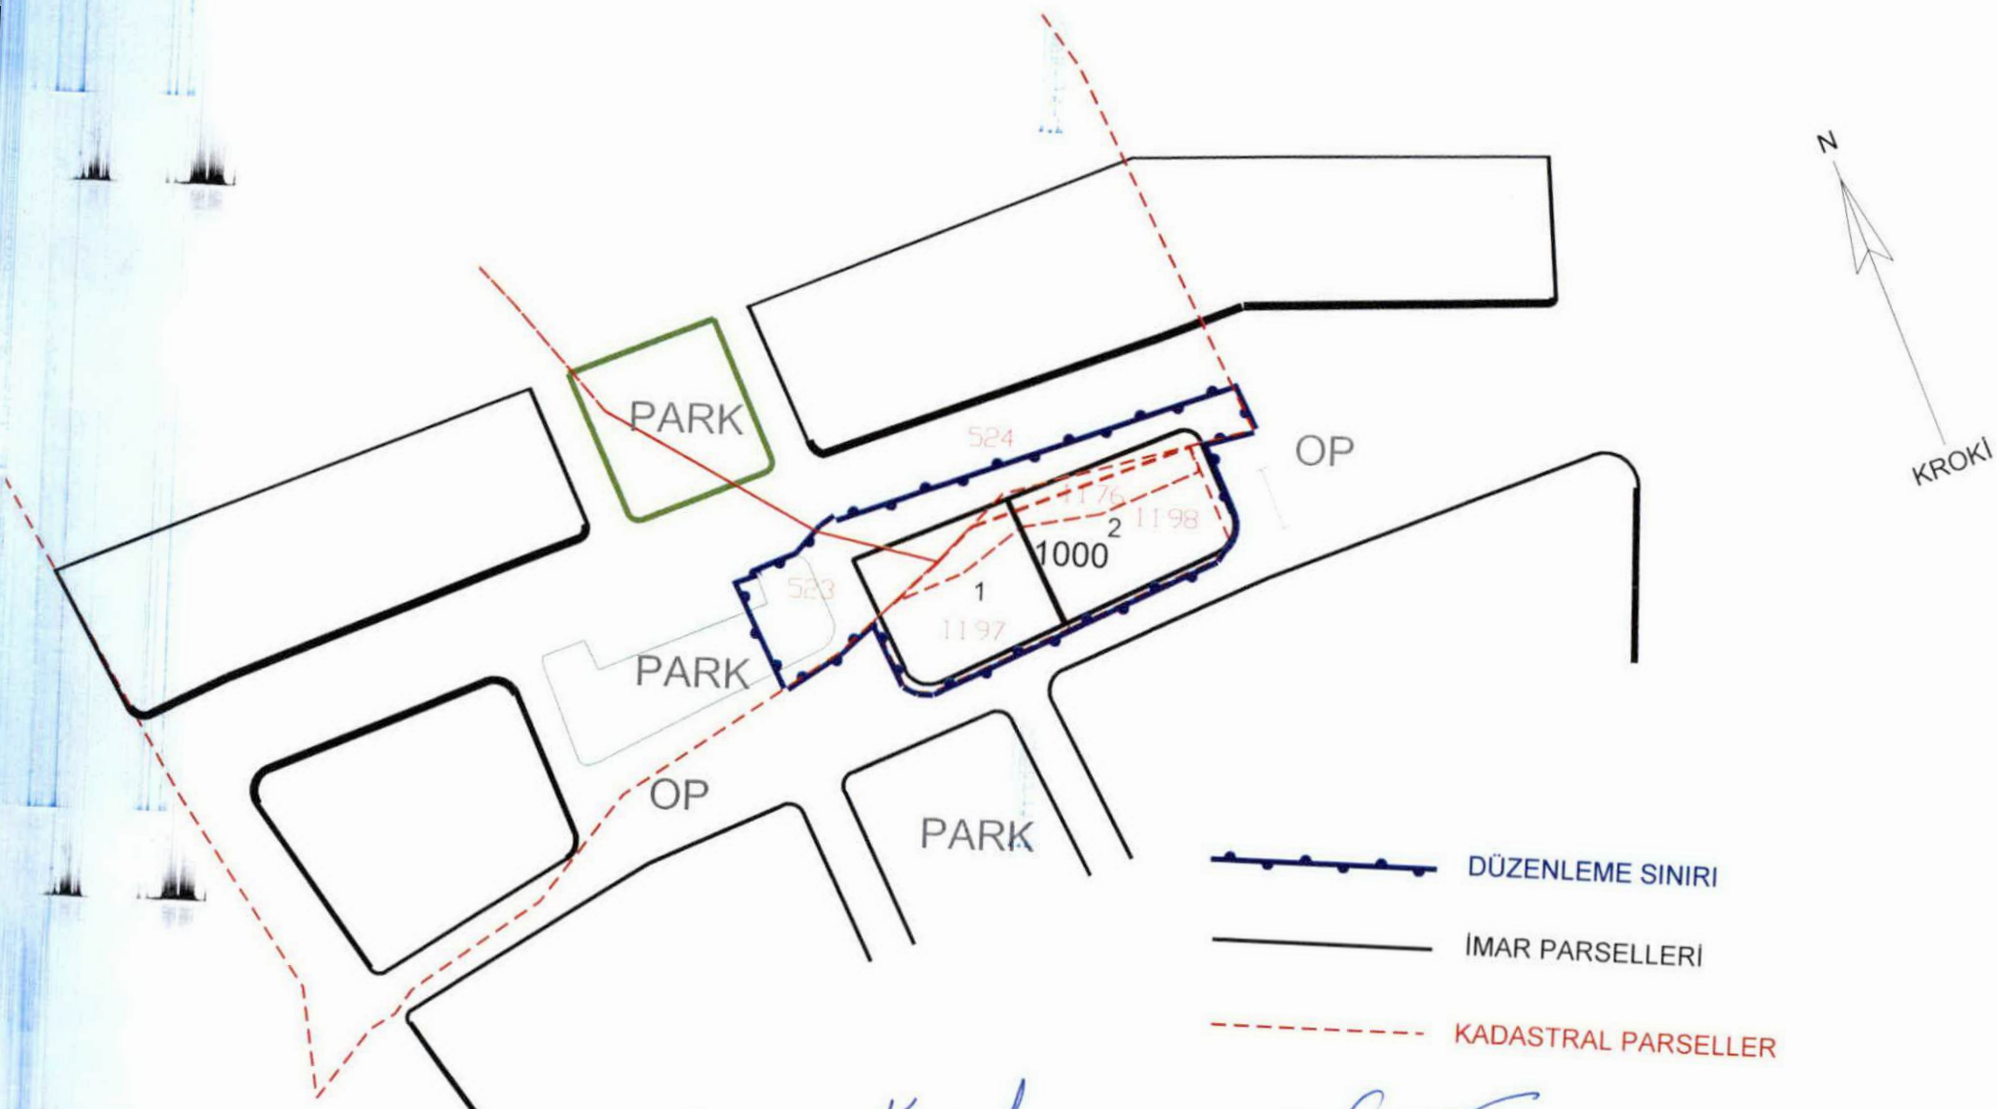 N
KROKİ
PARK
524
OP
1176
1198
2
1000
523
1
1197
PARK
OP
PARK
DÜZENLEME SINIRI
İMAR PARSELLERİ
KADASTRAL PARSELLER